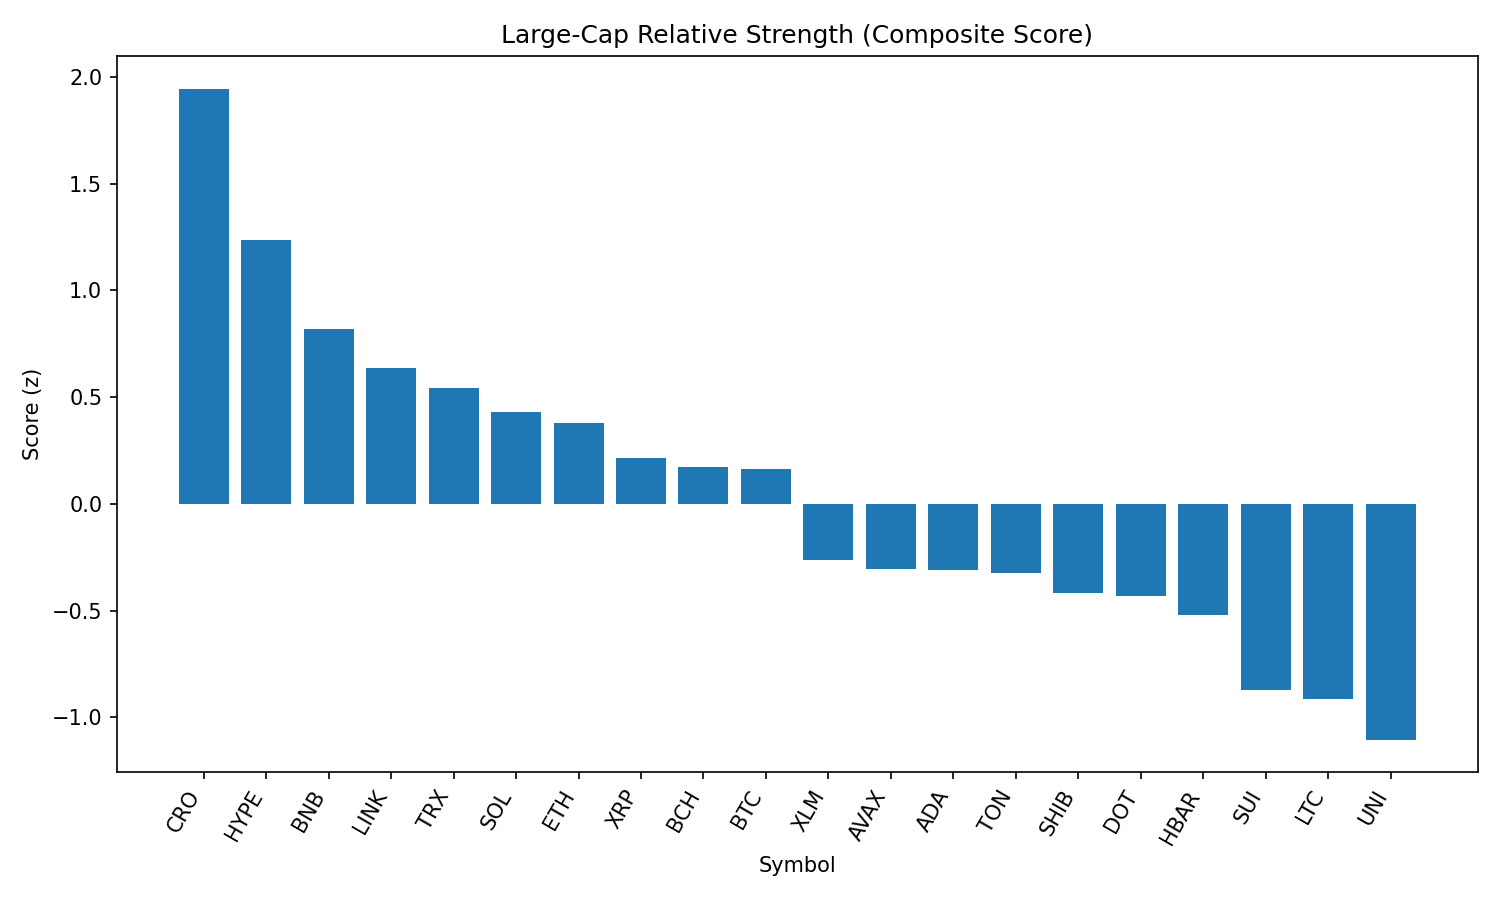 Large-Cap Relative Strength (Composite Score)
2.0
1.5
1.0
0.5
0.0
−0.5
−1.0
Score (z)
CRO
HYPE
BNB
LINK
TRX
SOL
ETH
XRP
BCH
BTC
XLM
AVAX
ADA
TON
SHIB
DOT
HBAR
SUI
LTC
UNI
Symbol